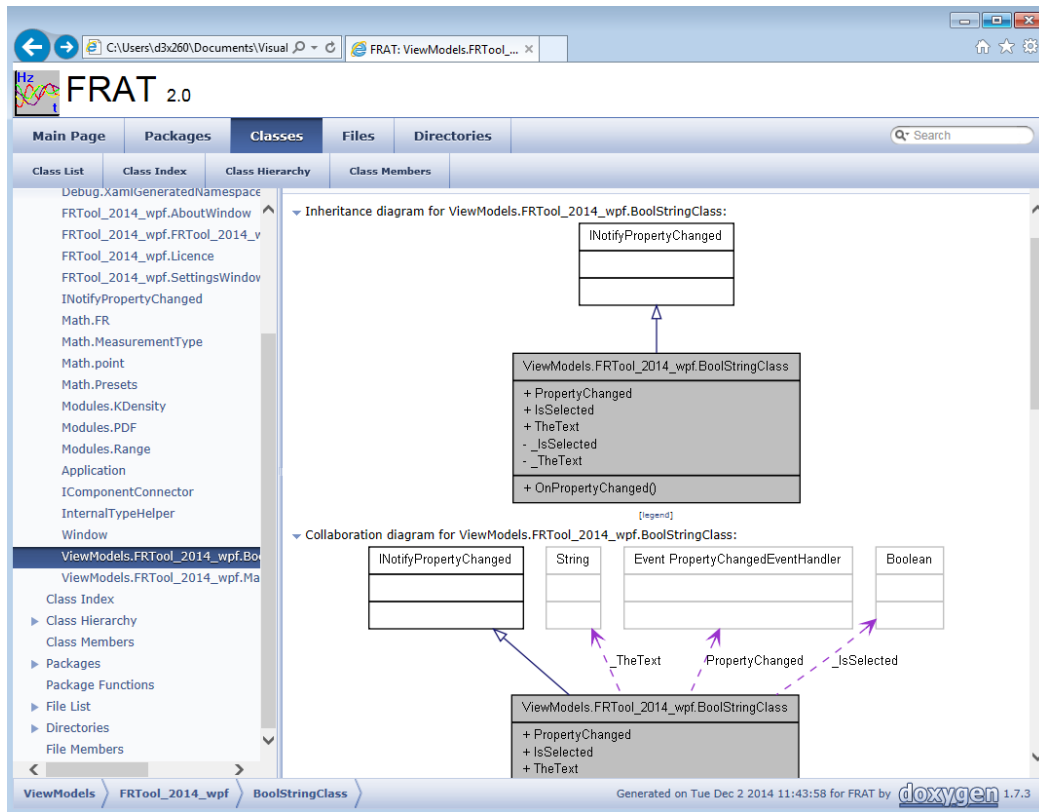 C:\Users\d3x260\Documents\Visual
FRAT: ViewModels.FRTool_...
Hz
t
FRAT 2.0
Main Page Packages Classes Files Directories
Search
Class List Class Index Class Hierarchy Class Members
Debug.XamlGeneratedNamespace
FRTool_2014_wpf.AboutWindow
FRTool_2014_wpf.FRTool_2014_w
FRTool_2014_wpf.Licence
FRTool_2014_wpf.SettingsWindow
INotifyPropertyChanged
Math.FR
Math.MeasurementType
Math.point
Math.Presets
Modules.KDensity
Modules.PDF
Modules.Range
Application
IComponentConnector
InternalTypeHelper
Window
ViewModels.FRTool_2014_wpf.Boo
ViewModels.FRTool_2014_wpf.Ma
Class Index
Class Hierarchy
Class Members
Packages
Package Functions
File List
Directories
File Members
Inheritance diagram for ViewModels.FRTool_2014_wpf.BoolStringClass:
INotifyPropertyChanged
ViewModels.FRTool_2014_wpf.BoolStringClass
+ PropertyChanged
+ IsSelected
+ TheText
- _IsSelected
- _TheText
+ OnPropertyChanged()
[legend]
Collaboration diagram for ViewModels.FRTool_2014_wpf.BoolStringClass:
INotifyPropertyChanged String Event PropertyChangedEventHandler Boolean
_TheText PropertyChanged _IsSelected
ViewModels.FRTool_2014_wpf.BoolStringClass
+ PropertyChanged
+ IsSelected
+ TheText
ViewModels FRTool_2014_wpf BoolStringClass
Generated on Tue Dec 2 2014 11:43:58 for FRAT by doxygen 1.7.3